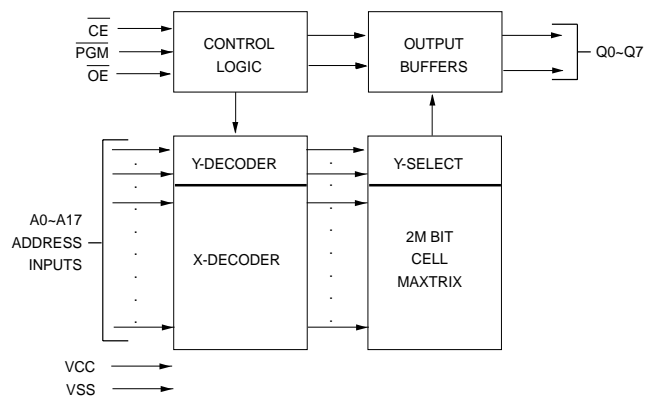 CE
PGM
OE
CONTROL
LOGIC
OUTPUT
BUFFERS
Q0~Q7
Y-DECODER
Y-SELECT
A0~A17
ADDRESS
INPUTS
X-DECODER
2M BIT
CELL
MAXTRIX
VCC
VSS